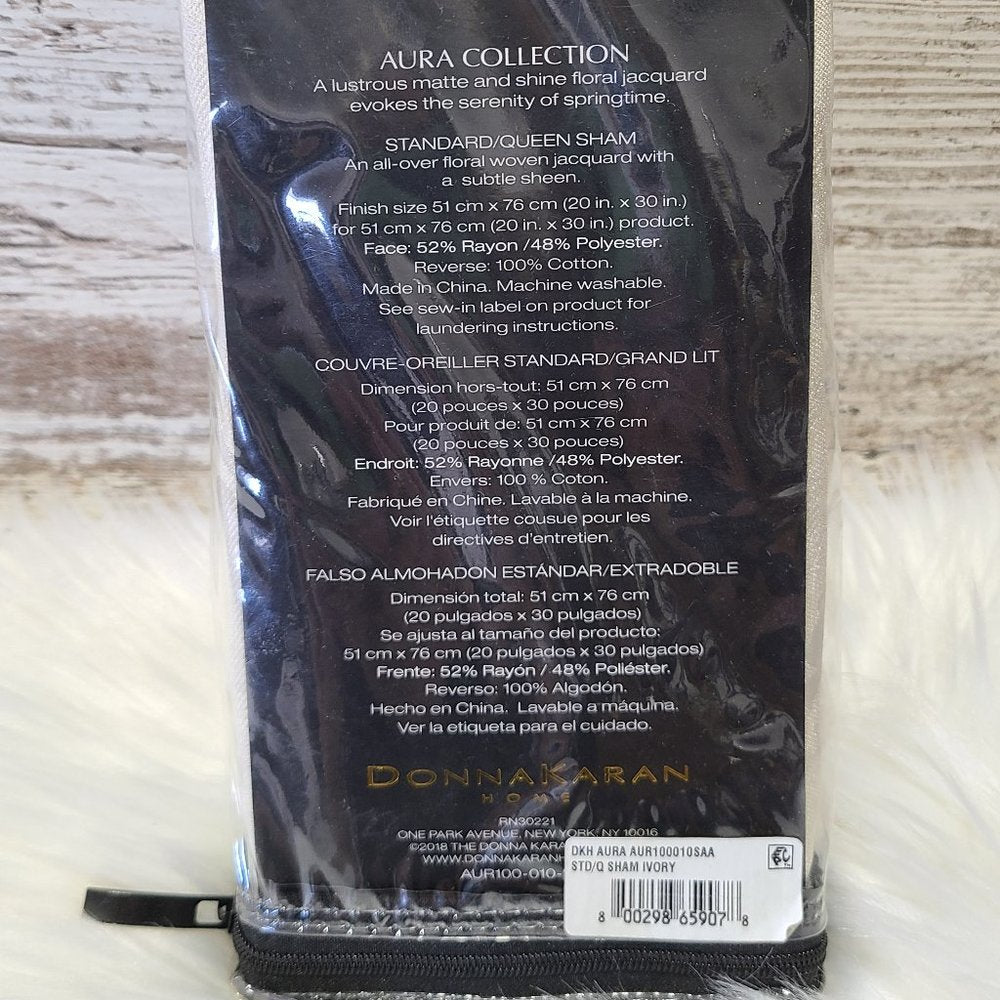 AURA COLLECTION
A lustrous matte and shine floral jacquard
evokes the serenity of springtime.
STANDARD/QUEEN SHAM
An all-over floral woven jacquard with
a subtle sheen.
Finish size 51 cm x 76 cm (20 in. x 30 in.)
for 51 cm x 76 cm (20 in. x 30 in.) product.
Face: 52% Rayon /48% Polyester.
Reverse: 100% Cotton.
Made in China. Machine washable.
See sew-in label on product for
laundering instructions.
COUVRE-OREILLER STANDARD/GRAND LIT
Dimension hors-tout: 51 cm x 76 cm
(20 pouces x 30 pouces)
Pour produit de: 51 cm x 76 cm
(20 pouces x 30 pouces)
Endroit: 52% Rayonne /48% Polyester.
Envers: 100 % Coton.
Fabriqué en Chine. Lavable à la machine.
Voir l'étiquette cousue pour les
directives d'entretien.
FALSO ALMOHADON ESTÁNDAR/EXTRADOBLE
Dimensión total: 51 cm x 76 cm
(20 pulgados x 30 pulgados)
Se ajusta al tamaño del producto:
51 cm x 76 cm (20 pulgados x 30 pulgados)
Frente: 52% Rayón / 48% Poliéster.
Reverso: 100% Algodón.
Hecho en China. Lavable a máquina.
Ver la etiqueta para el cuidado.
DONNAKARAN
HOME
RN30221
ONE PARK AVENUE, NEW YORK, NY 10016
©2018 THE DONNA KARA
WWW.DONNAKARANH
AUR100-010-
DKH AURA AUR100010SAA
STD/Q SHAM IVORY
8 00298 65907 8